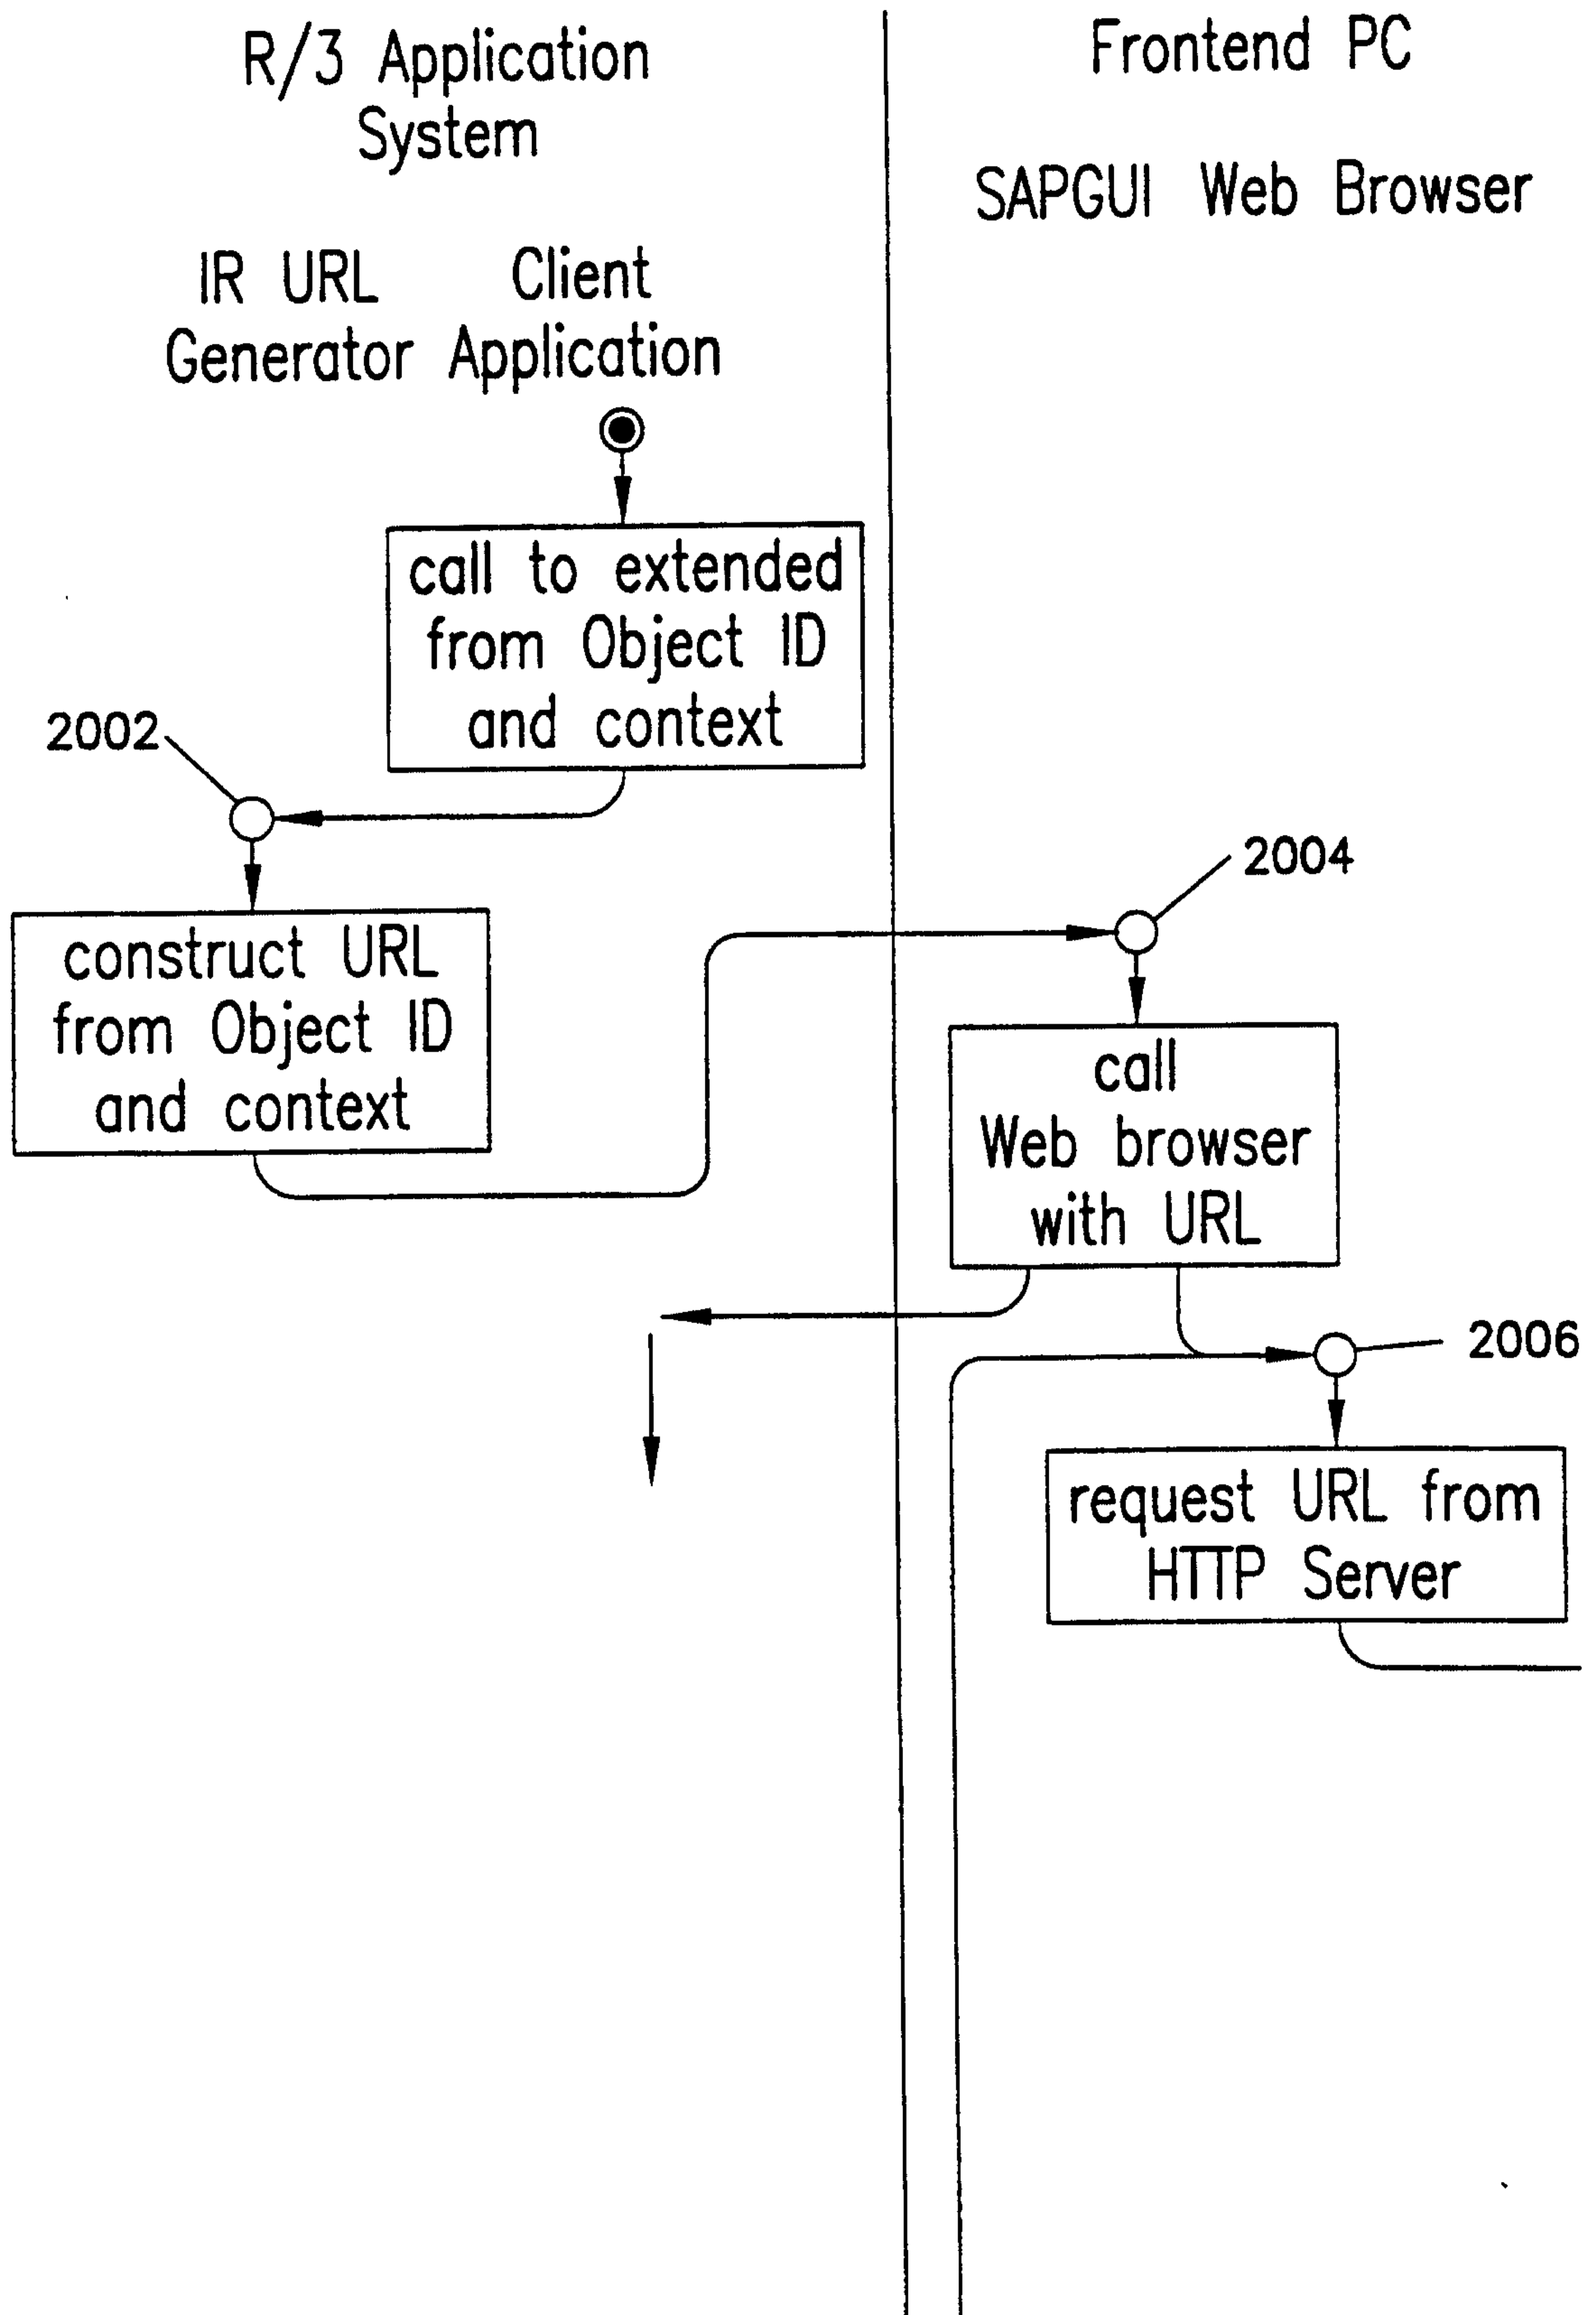 R/3 Application
System
Frontend PC
SAPGUI Web Browser
IR URL
Generator
Client
Application
call to extended
from Object ID
and context
2002
construct URL
from Object ID
and context
2004
call
Web browser
with URL
2006
request URL from
HTTP Server